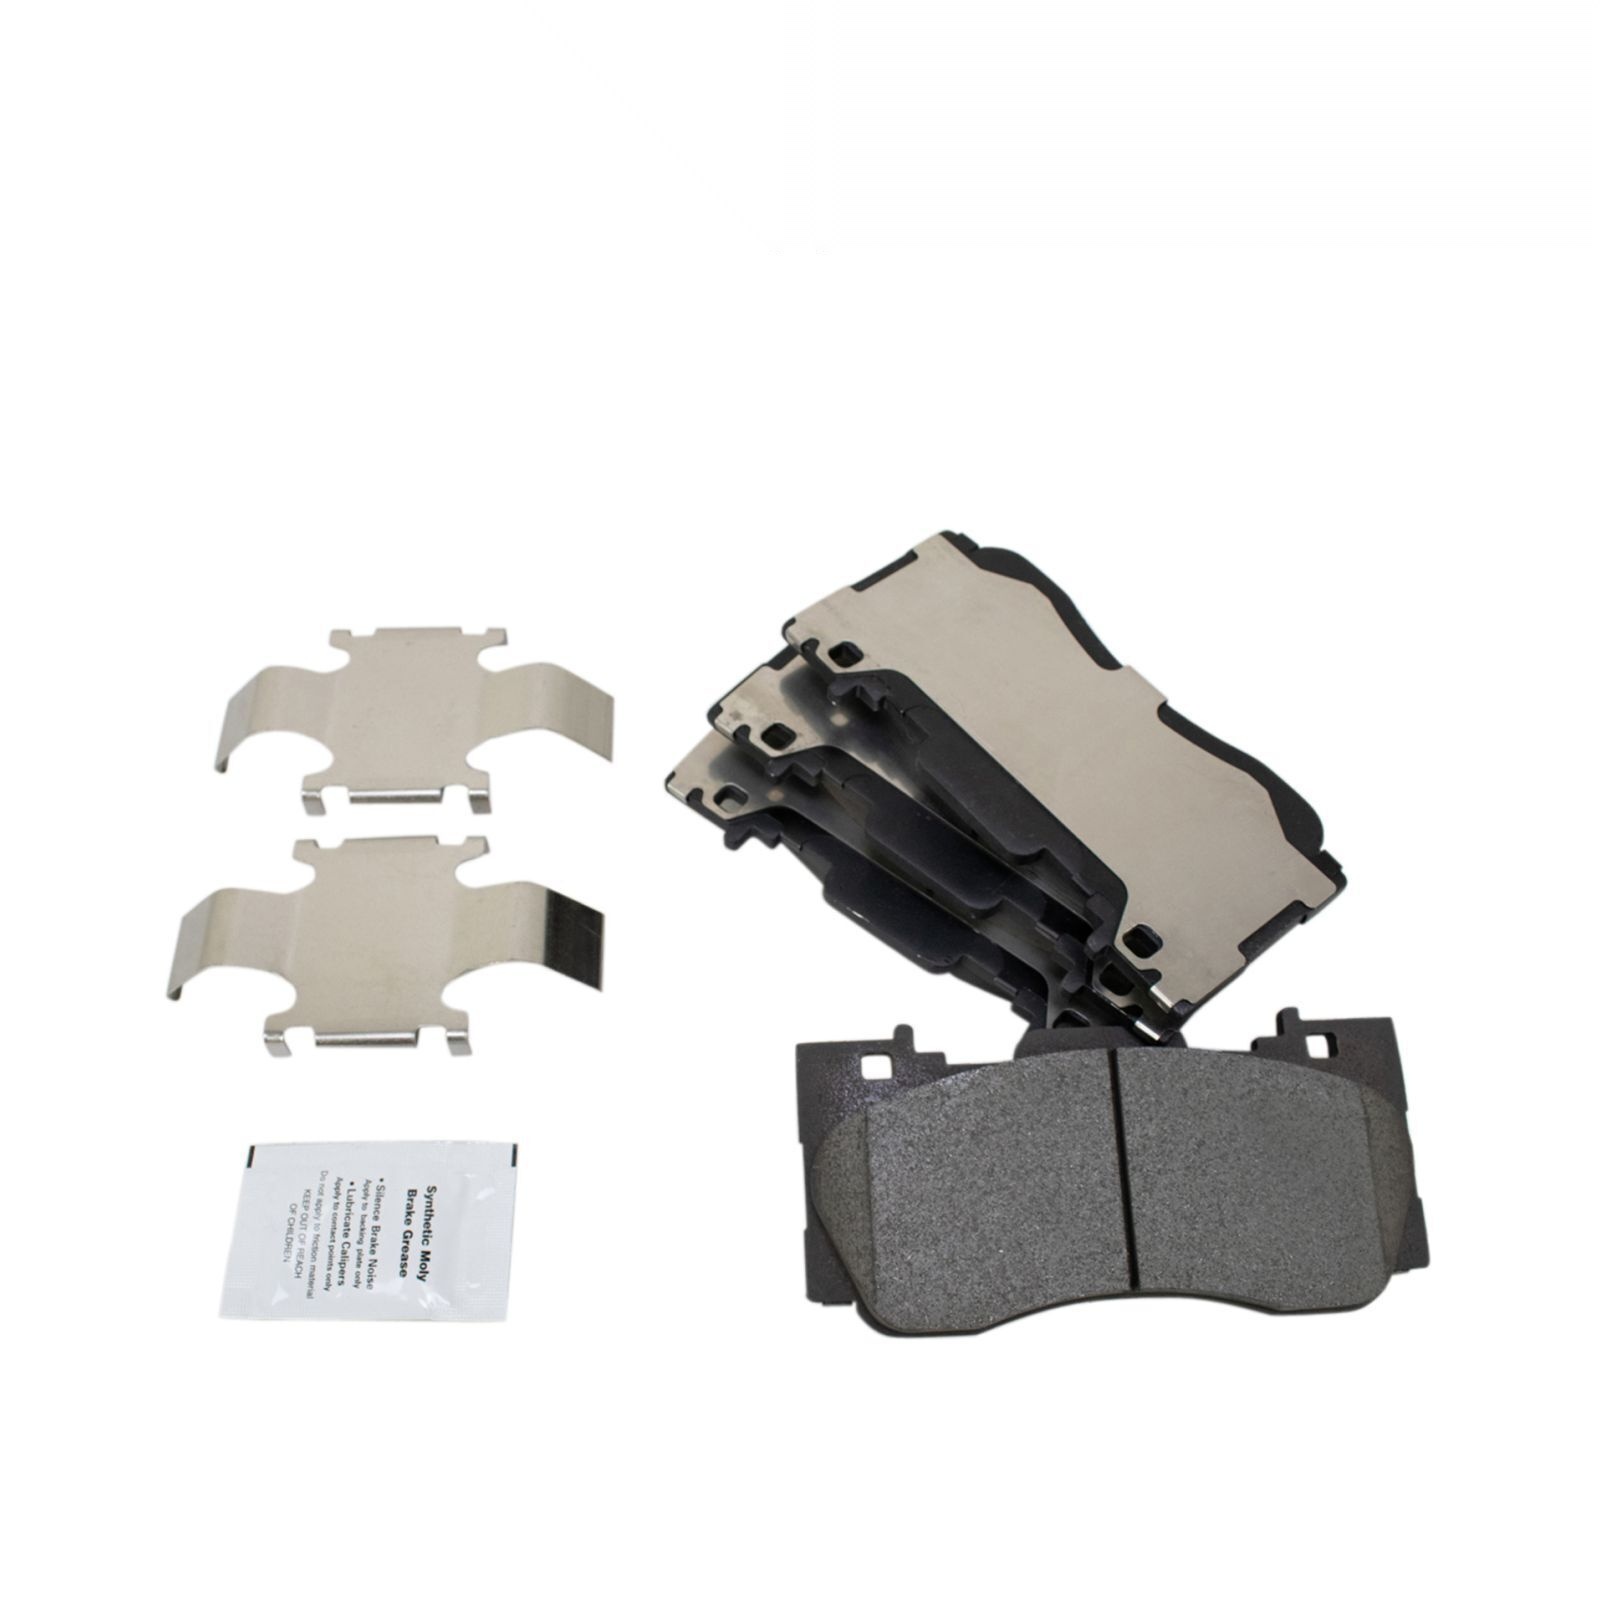 Synthetic Moly
Brake Grease
• Silence Brake Noise
Apply to backing plate only
• Lubricate Calipers
Apply to contact points only
Do not apply to friction material
KEEP OUT OF REACH
OF CHILDREN